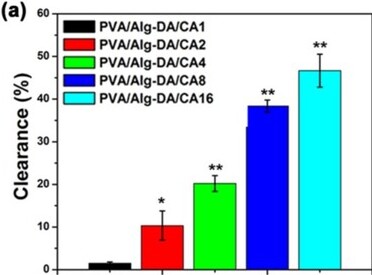 (a)
60
50
40
30
20
10
0
Clearance (%)
PVA/Alg-DA/CA1
PVA/Alg-DA/CA2
PVA/Alg-DA/CA4
PVA/Alg-DA/CA8
PVA/Alg-DA/CA16
*
**
**
**